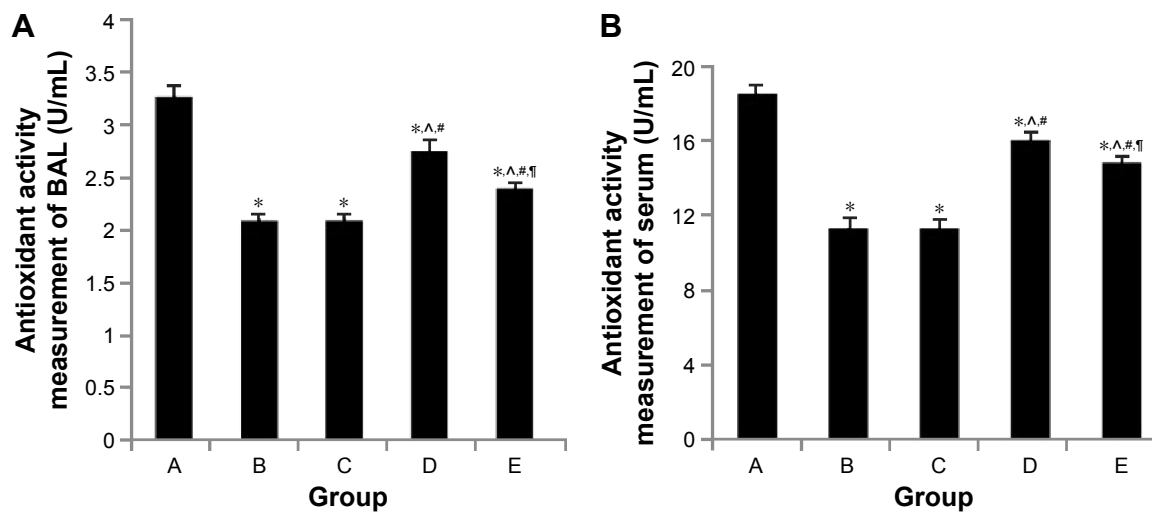 A
Antioxidant activity
measurement of BAL (U/mL)
4
3.5
3
2.5
2
1.5
1
0.5
0
*
*
*,^,#
*,^,#,¶
A B C D E
Group
B
Antioxidant activity
measurement of serum (U/mL)
20
16
12
8
4
0
*
*
*,^,#
*,^,#,¶
A B C D E
Group